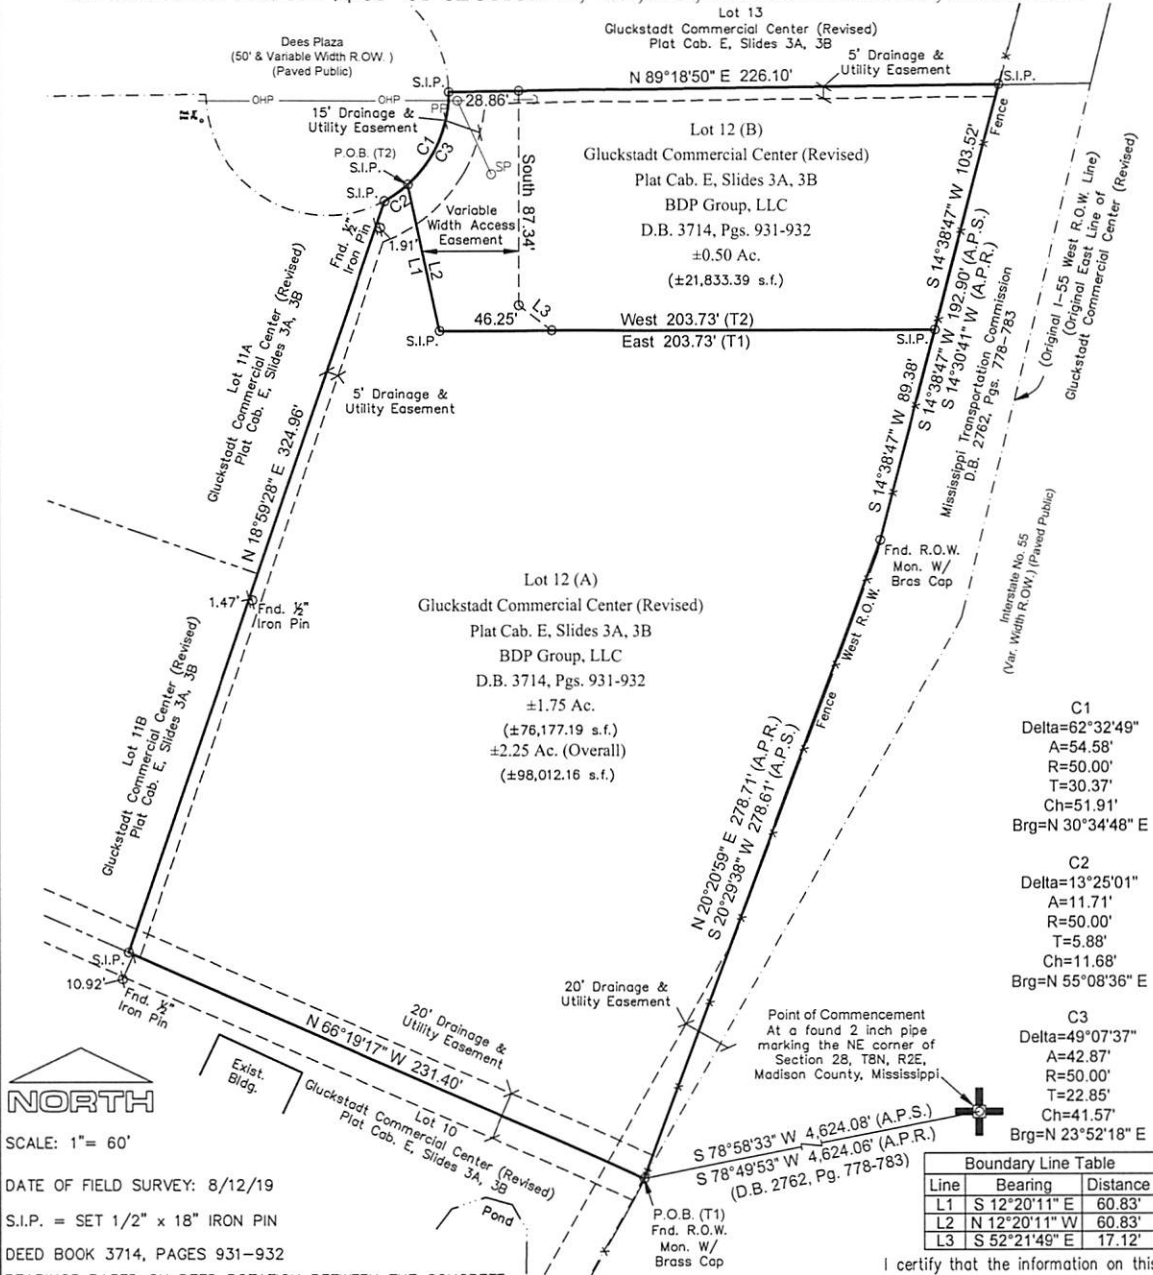 Lot 13
Gluckstadt Commercial Center (Revised)
Plat Cab. E, Slides 3A, 3B
Dees Plaza
(50' & Variable Width R.O.W. )
(Paved Public)
5' Drainage &
Utility Easement
S.I.P.
N 89°18'50" E 226.10'
S.I.P.
OHP
OHP
PP
28.86'
15' Drainage &
Utility Easement
C1
C3
P.O.B. (T2)
S.I.P.
SP
S.I.P.
C2
Variable
Width Access
Easement
South 87.34'
Fnd. ½"
Iron Pin
1.91'
L1
L2
L3
Lot 12 (B)
Gluckstadt Commercial Center (Revised)
Plat Cab. E, Slides 3A, 3B
BDP Group, LLC
D.B. 3714, Pgs. 931-932
±0.50 Ac.
(±21,833.39 s.f.)
S 14°38'47" W 103.52'
Fence
46.25'
West 203.73' (T2)
East 203.73' (T1)
S.I.P.
S.I.P.
S 14°38'47" W 192.90' (A.P.S.)
S 14°30'41" W (A.P.R.)
Mississippi Transportation Commission
D.B. 2762, Pgs. 778-783
(Original I-55 West R.O.W. Line)
(Original East Line of
Gluckstadt Commercial Center (Revised)
Lot 11A
Gluckstadt Commercial Center (Revised)
Plat Cab. E, Slides 3A, 3B
5' Drainage &
Utility Easement
N 18°59'28" E 324.96'
S 14°38'47" W 89.38'
Fnd. R.O.W.
Mon. W/
Bras Cap
Interstate No. 55
(Var. Width R.O.W.) (Paved Public)
1.47'
Fnd. ½"
Iron Pin
Lot 12 (A)
Gluckstadt Commercial Center (Revised)
Plat Cab. E, Slides 3A, 3B
BDP Group, LLC
D.B. 3714, Pgs. 931-932
±1.75 Ac.
(±76,177.19 s.f.)
±2.25 Ac. (Overall)
(±98,012.16 s.f.)
West R.O.W.
Fence
Lot 11B
Gluckstadt Commercial Center (Revised)
Plat Cab. E, Slides 3A, 3B
N 20°20'59" E 278.71' (A.P.R.)
S 20°29'38" W 278.61' (A.P.S.)
C1
Delta=62°32'49"
A=54.58'
R=50.00'
T=30.37'
Ch=51.91'
Brg=N 30°34'48" E
C2
Delta=13°25'01"
A=11.71'
R=50.00'
T=5.88'
Ch=11.68'
Brg=N 55°08'36" E
C3
Delta=49°07'37"
A=42.87'
R=50.00'
T=22.85'
Ch=41.57'
Brg=N 23°52'18" E
S.I.P.
10.92'
Fnd. ½"
Iron Pin
N 66°19'17" W 231.40'
20' Drainage &
Utility Easement
20' Drainage &
Utility Easement
Point of Commencement
At a found 2 inch pipe
marking the NE corner of
Section 28, T8N, R2E,
Madison County, Mississippi
Exist.
Bldg.
Lot 10
Gluckstadt Commercial Center (Revised)
Plat Cab. E, Slides 3A, 3B
Pond
S 78°58'33" W 4,624.08' (A.P.S.)
S 78°49'53" W 4,624.06' (A.P.R.)
(D.B. 2762, Pg. 778-783)
P.O.B. (T1)
Fnd. R.O.W.
Mon. W/
Brass Cap
Boundary Line Table
Line Bearing Distance
L1 S 12°20'11" E 60.83'
L2 N 12°20'11" W 60.83'
L3 S 52°21'49" E 17.12'
NORTH
SCALE: 1"= 60'
DATE OF FIELD SURVEY: 8/12/19
S.I.P. = SET 1/2" x 18" IRON PIN
DEED BOOK 3714, PAGES 931-932
I certify that the information on this